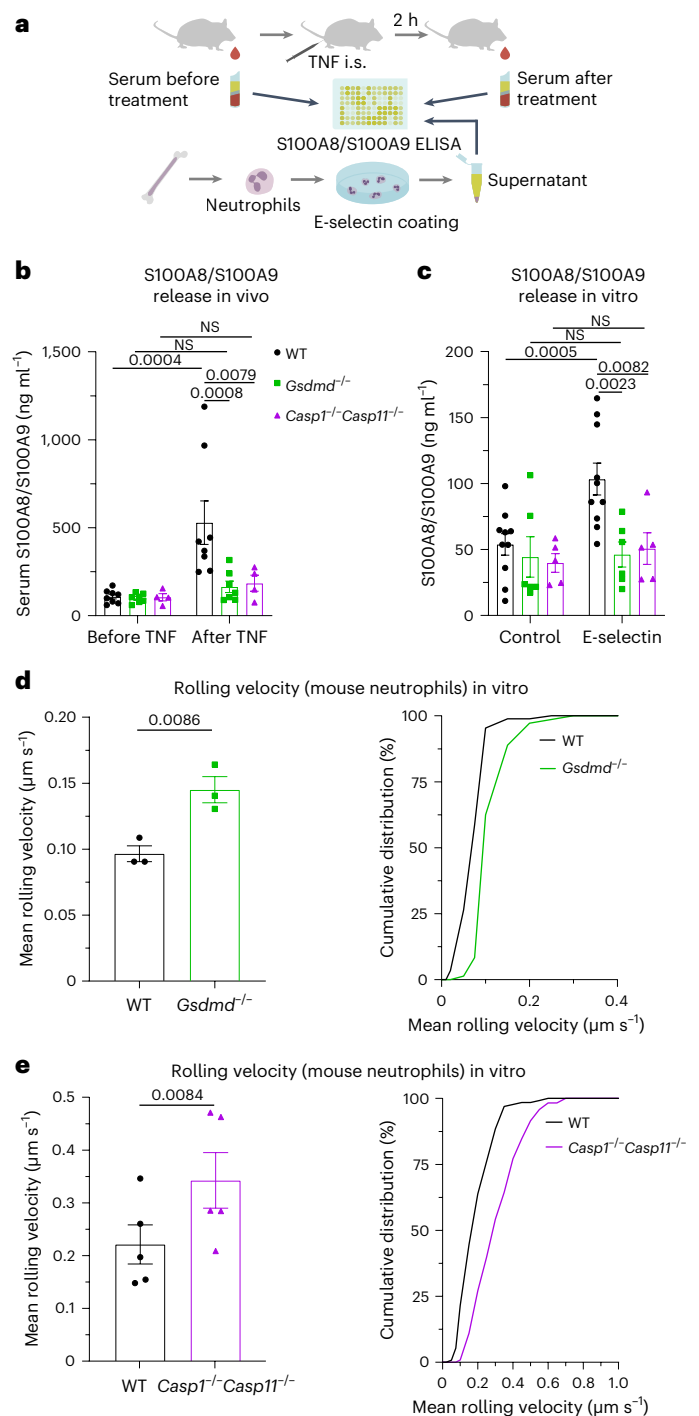 a
2 h
TNF i.s.
Serum before
treatment
Serum after
treatment
S100A8/S100A9 ELISA
Neutrophils
E-selectin coating
Supernatant
b
S100A8/S100A9
release in vivo
NS
NS
0.0004
0.0079
0.0008
Serum S100A8/S100A9 (ng ml⁻¹)
1,500
1,000
500
0
Before TNF
After TNF
WT
Gsdmd⁻/⁻
Casp1⁻/⁻Casp11⁻/⁻
c
S100A8/S100A9
release in vitro
NS
NS
0.0005
0.0082
0.0023
S100A8/S100A9 (ng ml⁻¹)
200
150
100
50
0
Control
E-selectin
d
Rolling velocity (mouse neutrophils) in vitro
0.0086
Mean rolling velocity (µm s⁻¹)
0.20
0.15
0.10
0.05
0
WT
Gsdmd⁻/⁻
Cumulative distribution (%)
100
75
50
25
0
WT
Gsdmd⁻/⁻
0
0.2
0.4
Mean rolling velocity (µm s⁻¹)
e
Rolling velocity (mouse neutrophils) in vitro
0.0084
Mean rolling velocity (µm s⁻¹)
0.5
0.4
0.3
0.2
0.1
0
WT
Casp1⁻/⁻Casp11⁻/⁻
Cumulative distribution (%)
100
75
50
25
0
WT
Casp1⁻/⁻Casp11⁻/⁻
0
0.2
0.4
0.6
0.8
1.0
Mean rolling velocity (µm s⁻¹)